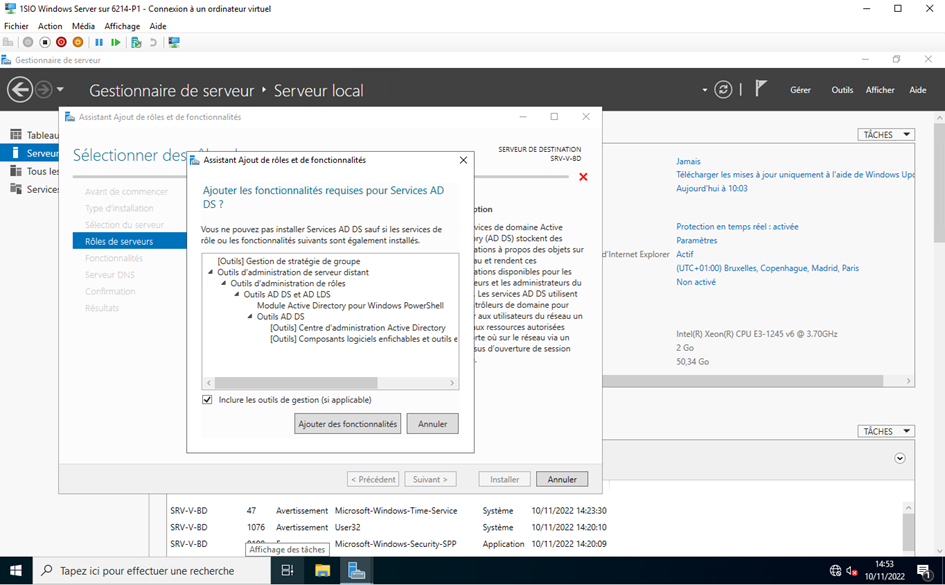 1SIO Windows Server sur 6214-P1 - Connexion à un ordinateur virtuel
Fichier Action Média Affichage Aide
Gestionnaire de serveur
Gestionnaire de serveur Serveur local
Gérer Outils Afficher Aide
Assistant Ajout de rôles et de fonctionnalités
Tableau
Serveur
Tous les
Services
Sélectionner des
SERVEUR DE DESTINATION
SRV-V-BD
Avant de commencer
Type d'installation
Sélection du serveur
Rôles de serveurs
Fonctionnalités
Serveur DNS
Confirmation
Résultats
Assistant Ajout de rôles et de fonctionnalités
Ajouter les fonctionnalités requises pour Services AD
DS ?
Vous ne pouvez pas installer Services AD DS sauf si les services de
rôle ou les fonctionnalités suivants sont également installés.
[Outils] Gestion de stratégie de groupe
Outils d'administration de serveur distant
Outils d'administration de rôles
Outils AD DS et AD LDS
Module Active Directory pour Windows PowerShell
Outils AD DS
[Outils] Centre d'administration Active Directory
[Outils] Composants logiciels enfichables et outils e
Inclure les outils de gestion (si applicable)
Ajouter des fonctionnalités Annuler
ption
vices de domaine Active
ry (AD DS) stockent des
ations à propos des objets sur
au et rendent ces
ations disponibles pour les
eurs et les administrateurs du
. Les services AD DS utilisent
trôleurs de domaine pour
r aux utilisateurs du réseau un
aux ressources autorisées
rte où sur le réseau via un
sus d'ouverture de session
.
< Précédent Suivant > Installer Annuler
TÂCHES
Jamais
Télécharger les mises à jour uniquement à l'aide de Windows Upd
Aujourd'hui à 10:03
Protection en temps réel : activée
Paramètres
d'Internet Explorer Actif
(UTC+01:00) Bruxelles, Copenhague, Madrid, Paris
Non activé
Intel(R) Xeon(R) CPU E3-1245 v6 @ 3.70GHz
2 Go
50,34 Go
TÂCHES
SRV-V-BD 47 Avertissement Microsoft-Windows-Time-Service Système 10/11/2022 14:23:30
SRV-V-BD 1076 Avertissement User32 Système 10/11/2022 14:20:10
SRV-V-BD Avertissement Microsoft-Windows-Security-SPP Application 10/11/2022 14:20:09
Affichage des tâches
Tapez ici pour effectuer une recherche
14:53
10/11/2022
1